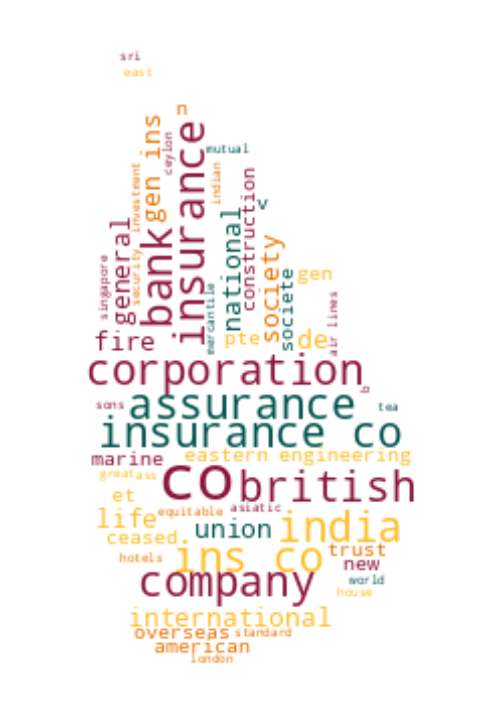 sri
east
n
gen ins
insurance
ceylon
mutual
investment
indian
construction
v
bank
general
security
national
society
societe
gen
singapore
mercantile
air lines
fire
pte
de
corporation
b
sons
assurance
tea
insurance co
marine
eastern engineering
great
ass
co
british
et
equitable
asiatic
life
union
india
ceased
ins co
trust
hotels
new
company
world
house
international
overseas
standard
american
london